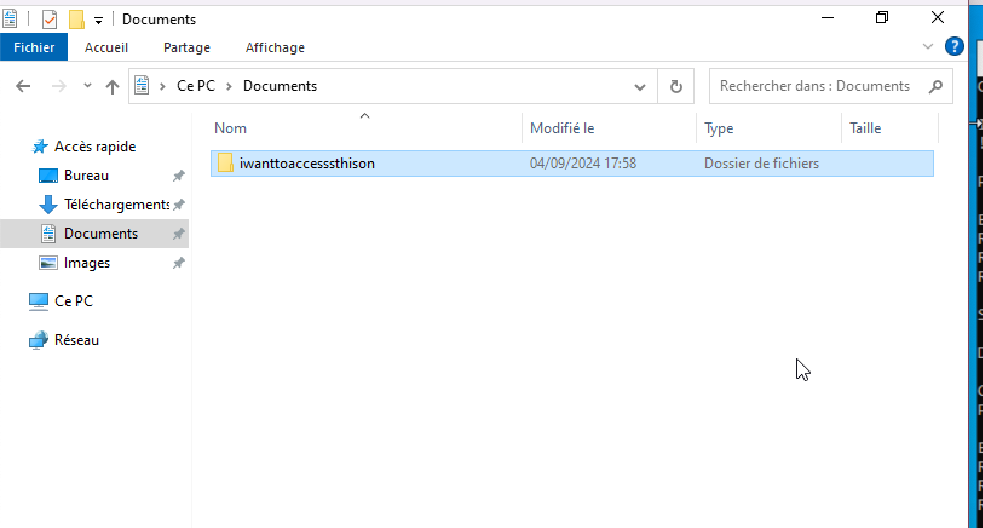 Documents
Fichier Accueil Partage Affichage
Ce PC Documents Rechercher dans : Documents
Nom Modifié le Type Taille
iwanttoaccesssthison 04/09/2024 17:58 Dossier de fichiers
Accès rapide
Bureau
Téléchargements
Documents
Images
Ce PC
Réseau